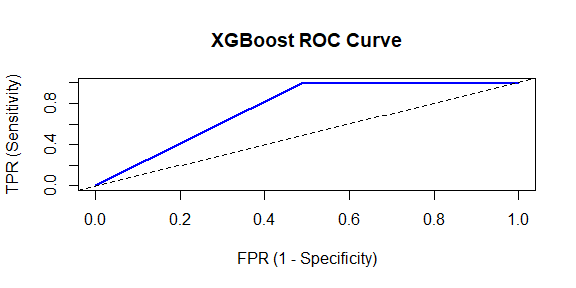 XGBoost ROC Curve
TPR (Sensitivity)
0.8
0.4
0.0
0.0 0.2 0.4 0.6 0.8 1.0
FPR (1 - Specificity)